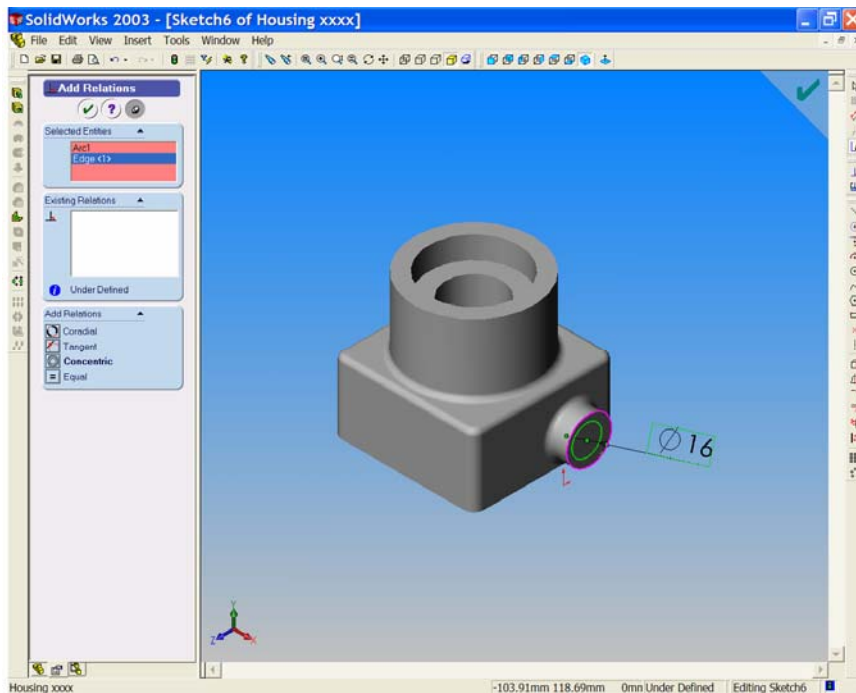 SolidWorks 2003 - [Sketch6 of Housing xxxx]
File Edit View Insert Tools Window Help
Add Relations
Selected Entities
Arc1
Edge <1>
Existing Relations
Under Defined
Add Relations
Coradial
Tangent
Concentric
Equal
∅ 16
Y
Z X
Housing xxxx
-103.91mm 118.69mm 0mn Under Defined Editing Sketch6